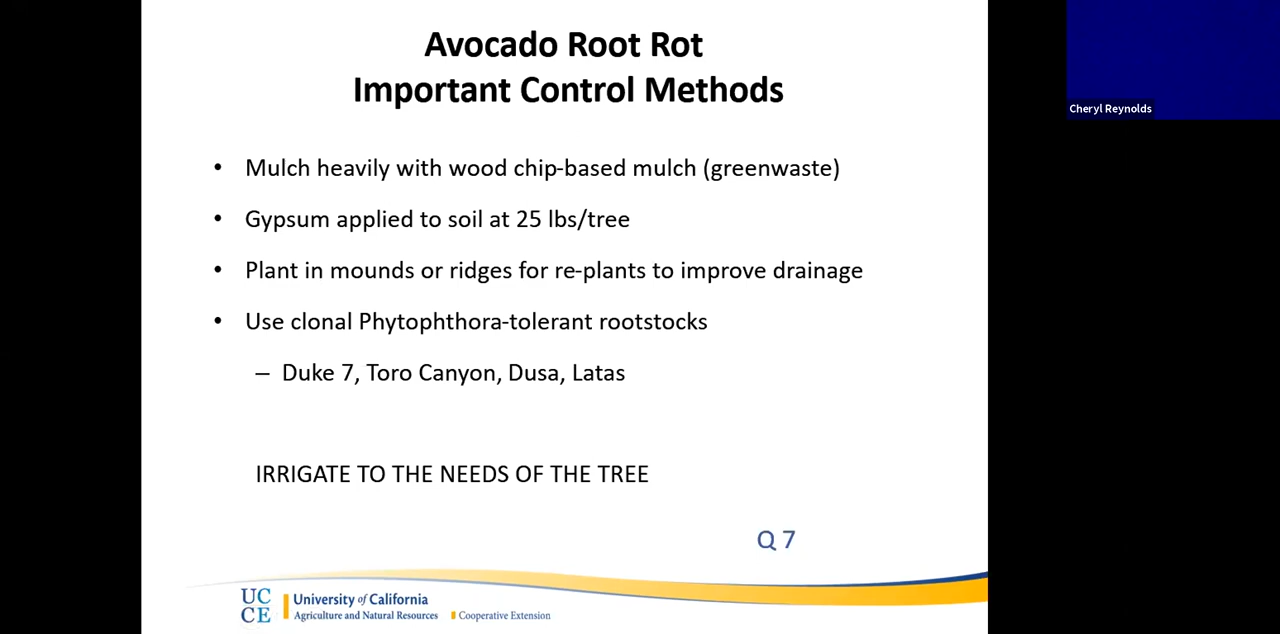 Avocado Root Rot
Important Control Methods
Cheryl Reynolds
• Mulch heavily with wood chip-based mulch (greenwaste)
• Gypsum applied to soil at 25 lbs/tree
• Plant in mounds or ridges for re-plants to improve drainage
• Use clonal Phytophthora-tolerant rootstocks
– Duke 7, Toro Canyon, Dusa, Latas
IRRIGATE TO THE NEEDS OF THE TREE
Q 7
UC
CE
University of California
Agriculture and Natural Resources
Cooperative Extension